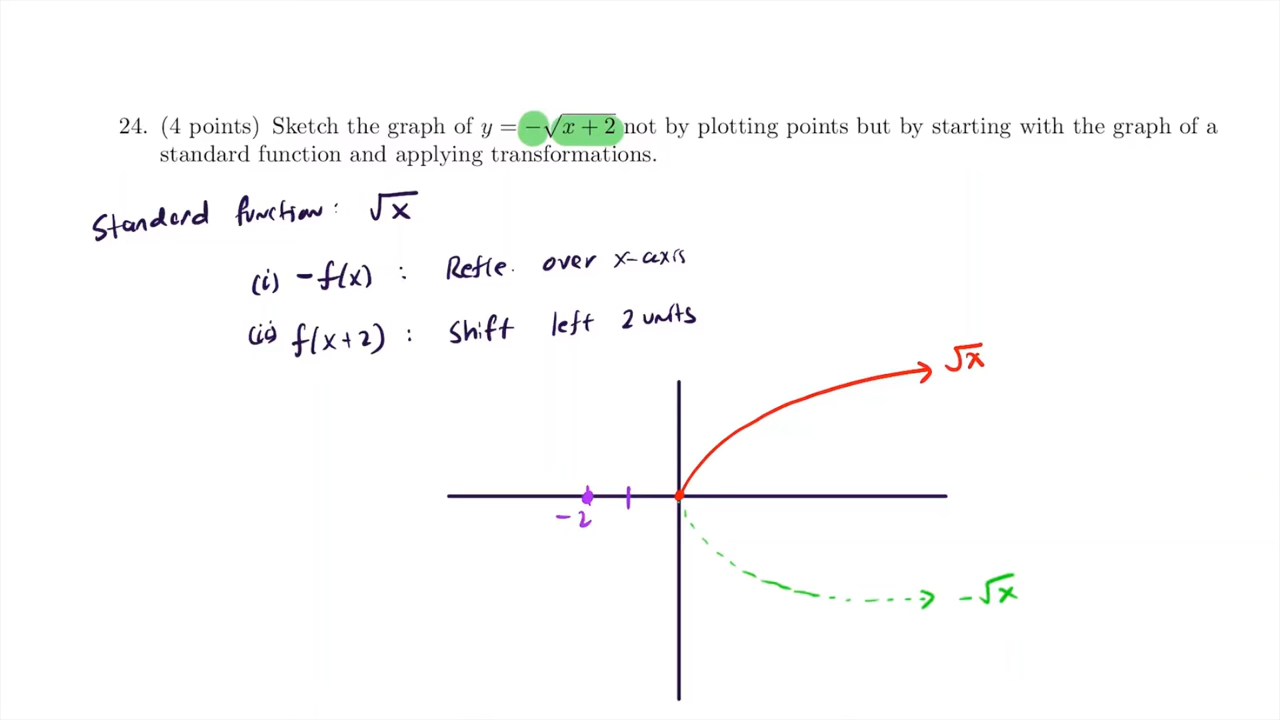 24. (4 points) Sketch the graph of y = −√(x + 2) not by plotting points but by starting with the graph of a
standard function and applying transformations.
Standard function: √x
(i) -f(x) : Refle. over x-axis
(ii) f(x+2) : Shift left 2 units
√x
-2
-√x